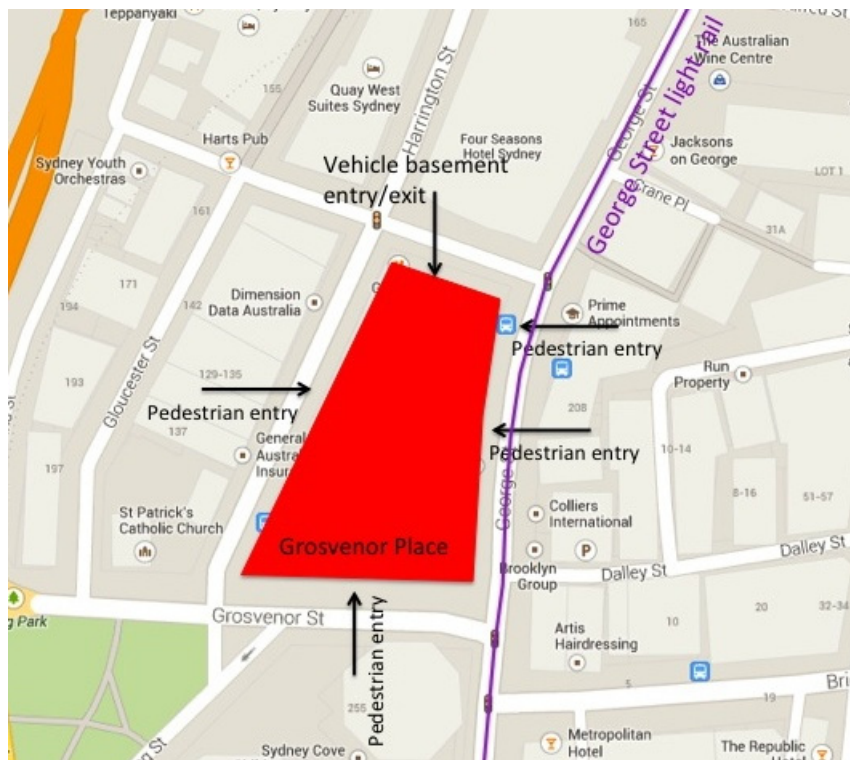 Teppanyaki
165
The Australian
Wine Centre
Quay West
Suites Sydney
155
Harrington St
George St
George Street light rail
Harts Pub
Four Seasons
Hotel Sydney
Jacksons
on George
LOT 1
Sydney Youth
Orchestras
Vehicle basement
entry/exit
Crane Pl
161
31A
171
142
Dimension
Data Australia
194
Prime
Appointments
Pedestrian entry
Gloucester St
129-135
Run
Property
193
Pedestrian entry
208
137
General
Pedestrian entry
10-14
197
8-16
51-57
St Patrick's
Catholic Church
Colliers
International
Grosvenor Place
P
Brooklyn
Group
Dalley St
Dalley St
Grosvenor St
Pedestrian entry
Park
20
32-34
10
Artis
Hairdressing
5
19
255
Sydney Cove
Metropolitan
Hotel
The Republic